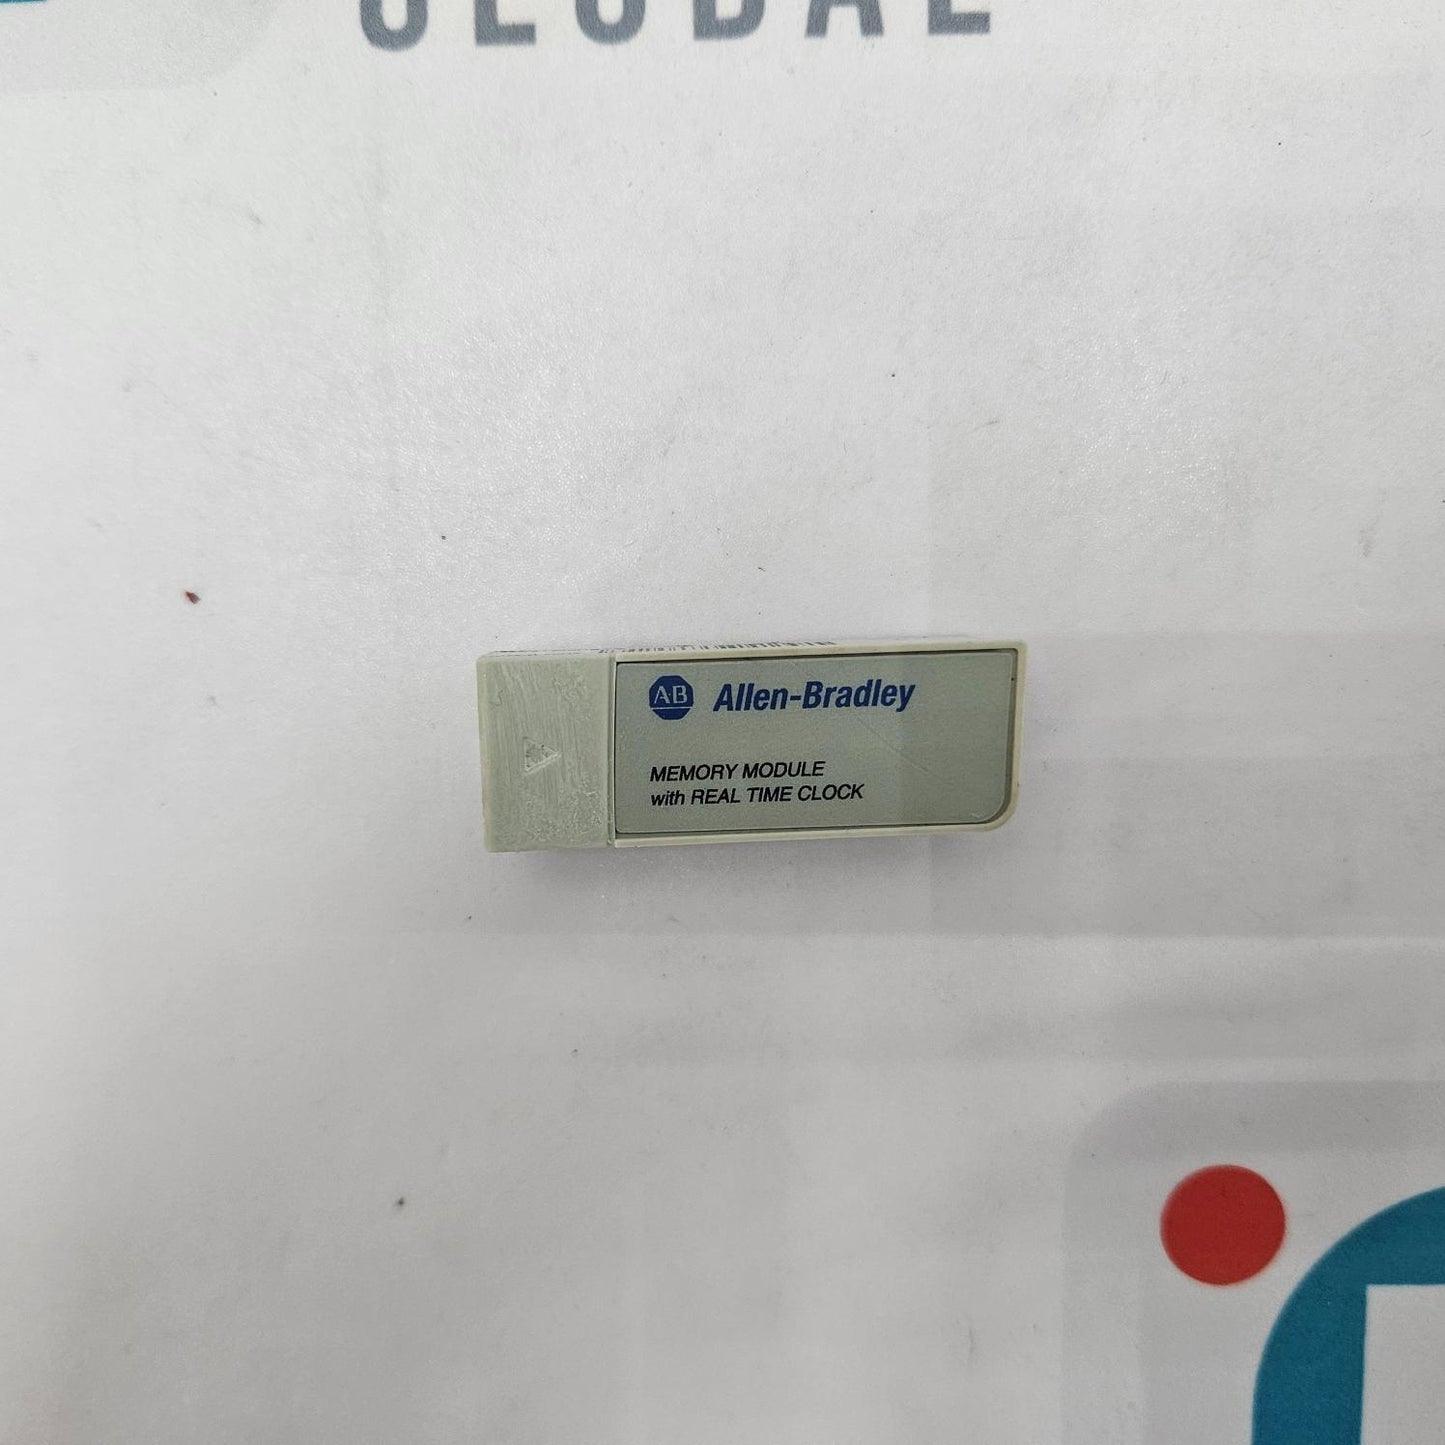 GLOBAL
AB Allen-Bradley
MEMORY MODULE
with REAL TIME CLOCK